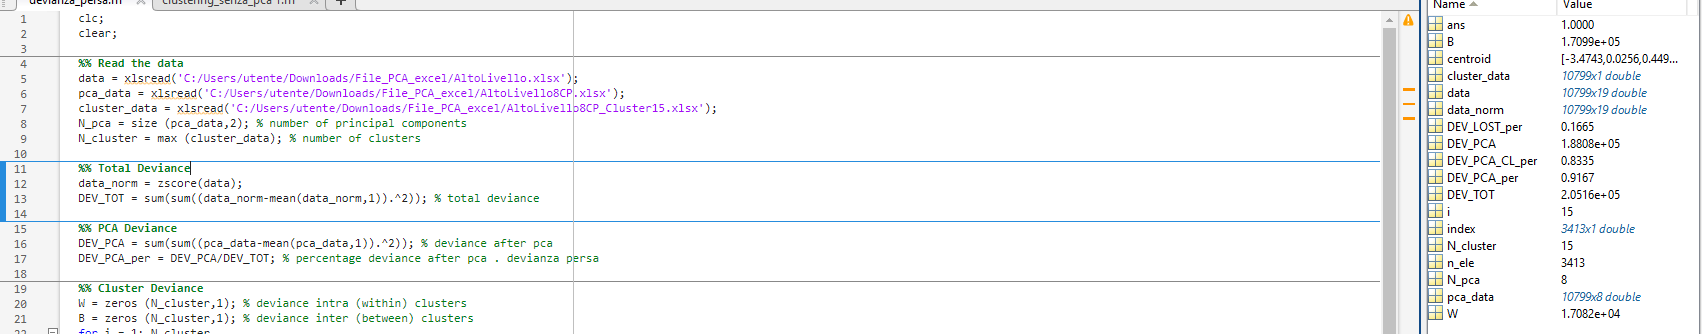 devianza_persa.m clustering_senza_pca 1.m +
1 clc;
2 clear;
3
4 %% Read the data
5 data = xlsread('C:/Users/utente/Downloads/File_PCA_excel/AltoLivello.xlsx');
6 pca_data = xlsread('C:/Users/utente/Downloads/File_PCA_excel/AltoLivello8CP.xlsx');
7 cluster_data = xlsread('C:/Users/utente/Downloads/File_PCA_excel/AltoLivello8CP_Cluster15.xlsx');
8 N_pca = size (pca_data,2); % number of principal components
9 N_cluster = max (cluster_data); % number of clusters
10
11 %% Total Deviance
12 data_norm = zscore(data);
13 DEV_TOT = sum(sum((data_norm-mean(data_norm,1)).^2)); % total deviance
14
15 %% PCA Deviance
16 DEV_PCA = sum(sum((pca_data-mean(pca_data,1)).^2)); % deviance after pca
17 DEV_PCA_per = DEV_PCA/DEV_TOT; % percentage deviance after pca . devianza persa
18
19 %% Cluster Deviance
20 W = zeros (N_cluster,1); % deviance intra (within) clusters
21 B = zeros (N_cluster,1); % deviance inter (between) clusters
22 for i = 1: N_cluster
Name Value
ans 1.0000
B 1.7099e+05
centroid [-3.4743,0.0256,0.449...
cluster_data 10799x1 double
data 10799x19 double
data_norm 10799x19 double
DEV_LOST_per 0.1665
DEV_PCA 1.8808e+05
DEV_PCA_CL_per 0.8335
DEV_PCA_per 0.9167
DEV_TOT 2.0516e+05
i 15
index 3413x1 double
N_cluster 15
n_ele 3413
N_pca 8
pca_data 10799x8 double
W 1.7082e+04